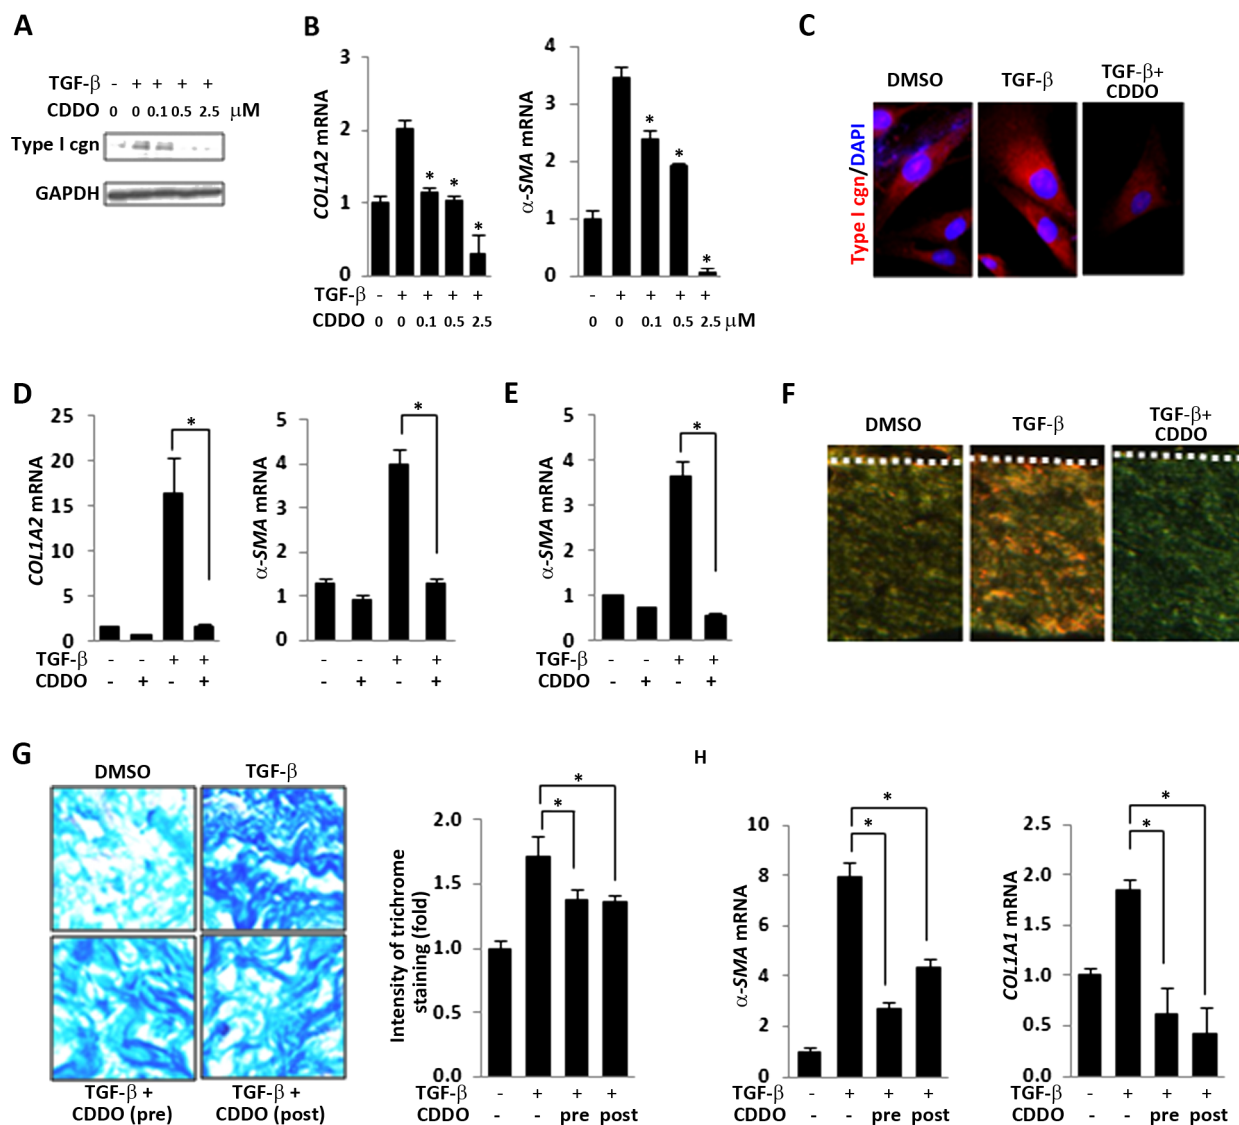 A
TGF-β - + + + +
CDDO 0 0 0.1 0.5 2.5 μM
Type I cgn
GAPDH
B
COL1A2 mRNA
3
2
1
0
* * *
TGF-β - + + + +
CDDO 0 0 0.1 0.5 2.5
α-SMA mRNA
4
3
2
1
0
* * *
- + + + +
0 0 0.1 0.5 2.5 μM
C
DMSO
TGF-β
TGF-β+
CDDO
Type I cgn/DAPI
D
COL1A2 mRNA
25
20
15
10
5
0
*
TGF-β - - + +
CDDO - + - +
α-SMA mRNA
5
4
3
2
1
0
*
- - + +
- + - +
E
α-SMA mRNA
5
4
3
2
1
0
*
TGF-β - - + +
CDDO - + - +
F
DMSO
TGF-β
TGF-β+
CDDO
G
DMSO
TGF-β
TGF-β +
CDDO (pre)
TGF-β +
CDDO (post)
Intensity of trichrome
staining (fold)
2.0
1.5
1.0
0.5
0.0
* *
TGF-β - + + +
CDDO - - pre post
H
α-SMA mRNA
10
8
6
4
2
0
* *
TGF-β - + + +
CDDO - - pre post
COL1A1 mRNA
2.5
2.0
1.5
1.0
0.5
0.0
* *
TGF-β - + + +
CDDO - - pre post